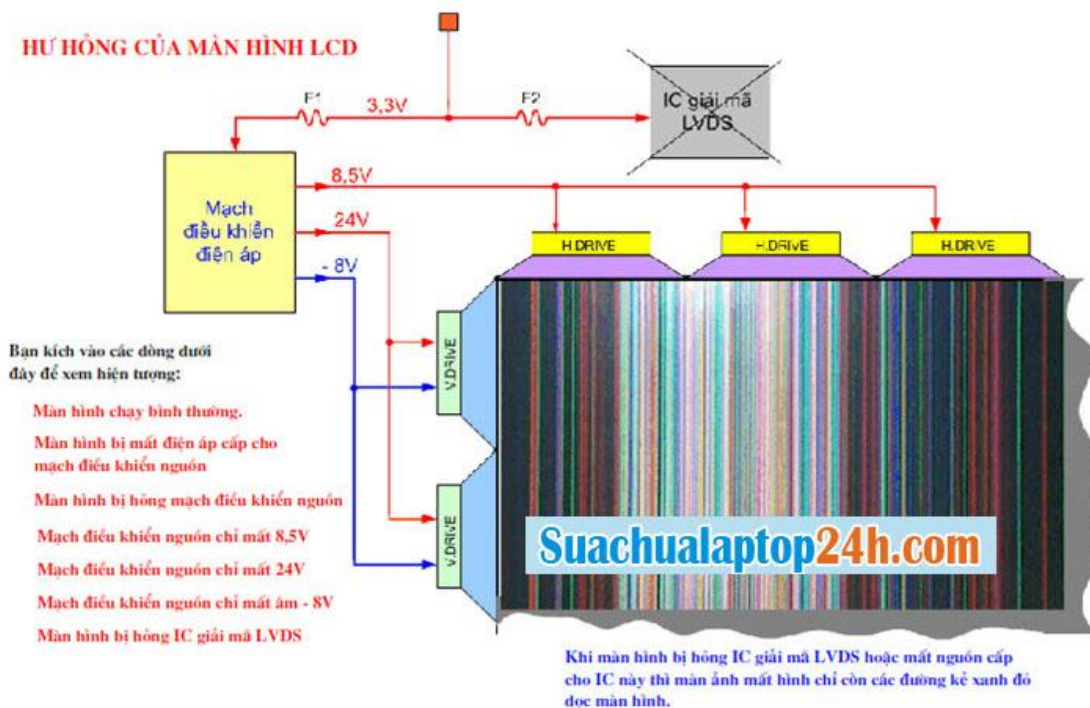 HƯ HỎNG CỦA MÀN HÌNH LCD
F1
3,3V
F2
IC giải mã
LVDS
Mạch
điều khiển
điện áp
8,5V
24V
- 8V
H.DRIVE
H.DRIVE
H.DRIVE
V.DRIVE
V.DRIVE
Bạn kích vào các dòng dưới
đây để xem hiện tượng:
Màn hình chạy bình thường.
Màn hình bị mất điện áp cấp cho
mạch điều khiển nguồn
Màn hình bị hỏng mạch điều khiển nguồn
Mạch điều khiển nguồn chỉ mất 8,5V
Mạch điều khiển nguồn chỉ mất 24V
Mạch điều khiển nguồn chỉ mất âm - 8V
Màn hình bị hỏng IC giải mã LVDS
Suachualaptop24h.com
Khi màn hình bị hỏng IC giải mã LVDS hoặc mất nguồn cấp
cho IC này thì màn ảnh mất hình chỉ còn các đường kẻ xanh đỏ
dọc màn hình.